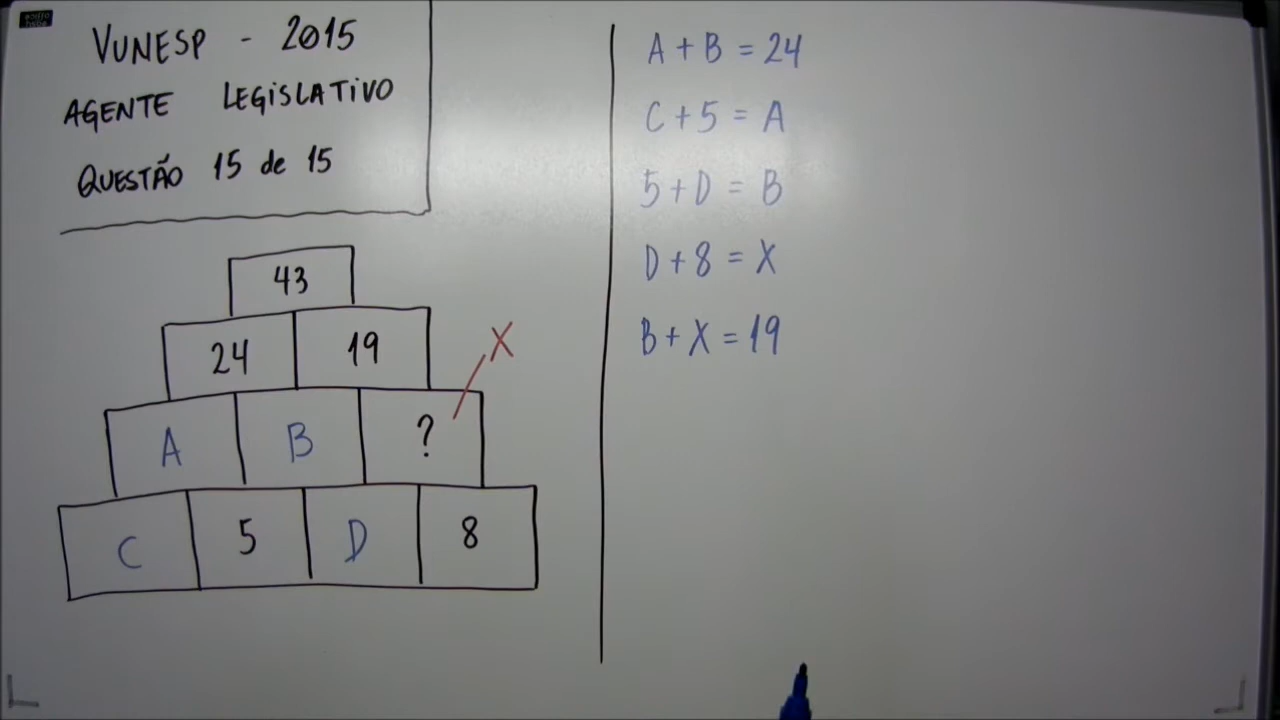 VUNESP - 2015
AGENTE LEGISLATIVO
QUESTÃO 15 de 15
43
24 19 X
A B ?
C 5 D 8
A + B = 24
C + 5 = A
5 + D = B
D + 8 = X
B + X = 19